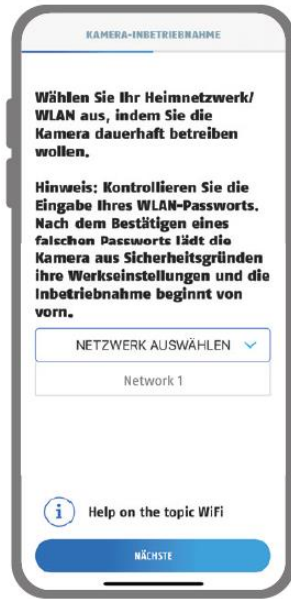 KAMERA-INBETRIEBNAHME
Wählen Sie Ihr Heimnetzwerk/
WLAN aus, indem Sie die
Kamera dauerhaft betreiben
wollen.
Hinweis: Kontrollieren Sie die
Eingabe Ihres WLAN-Passworts.
Nach dem Bestätigen eines
falschen Passworts lädt die
Kamera aus Sicherheitsgründen
ihre Werkseinstellungen und die
Inbetriebnahme beginnt von
vorn.
NETZWERK AUSWÄHLEN
Network 1
i Help on the topic WiFi
NÄCHSTE